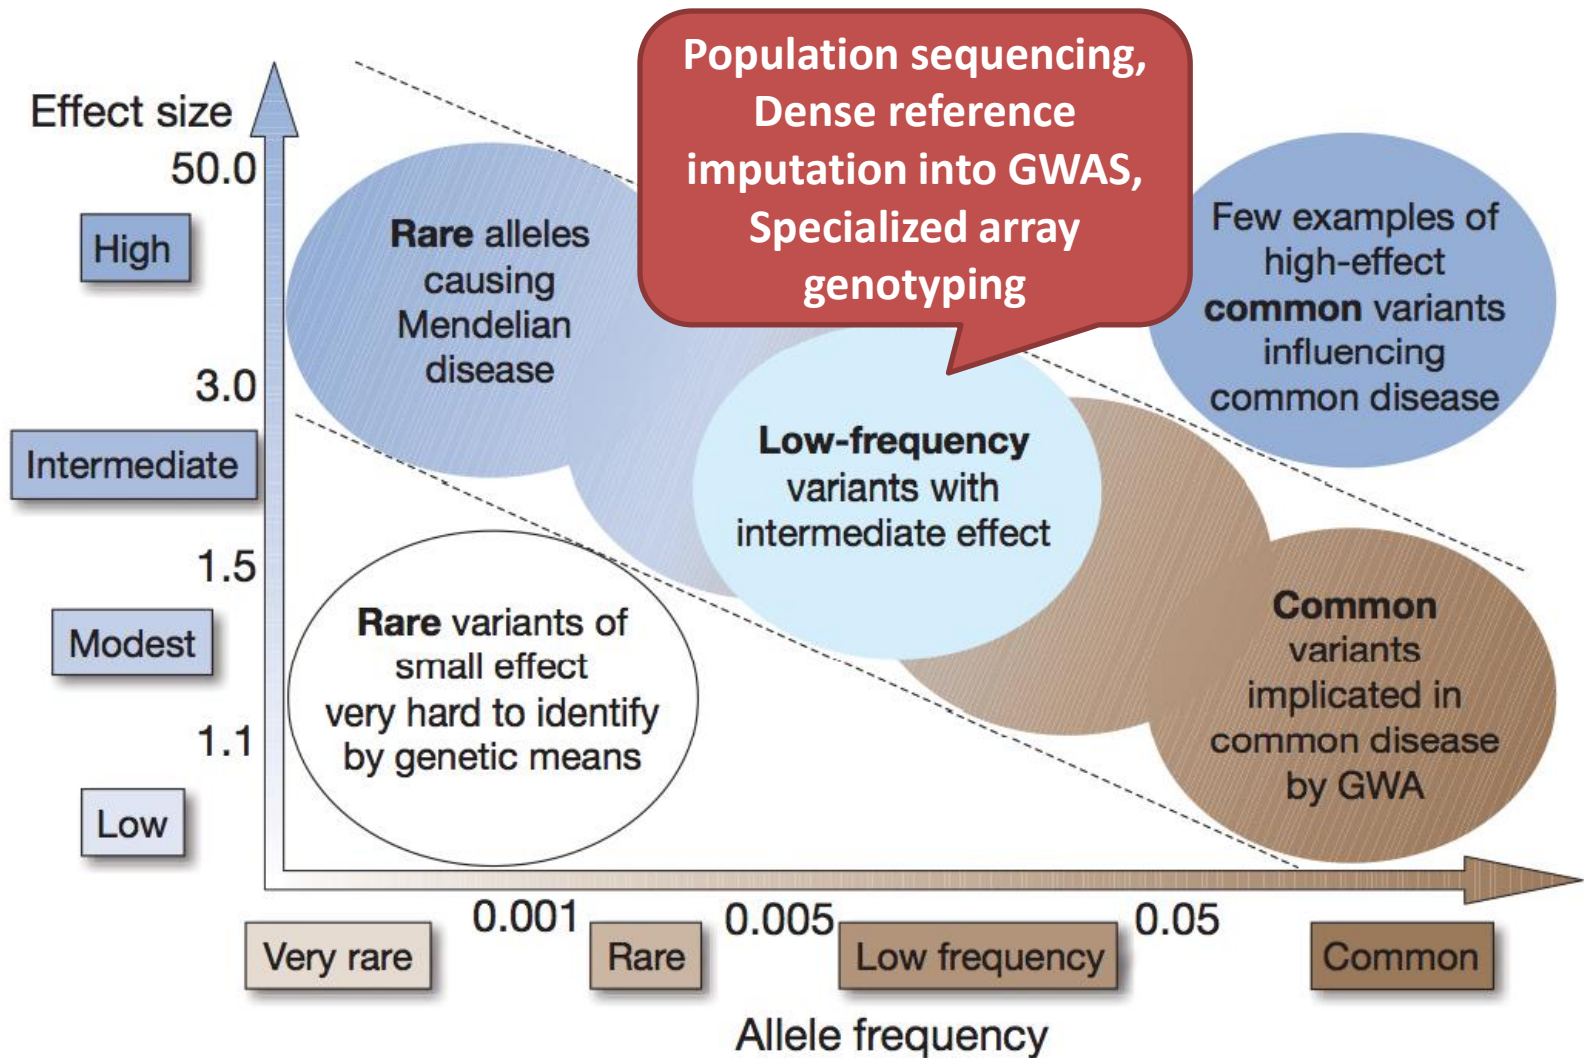 Population sequencing,
Dense reference
imputation into GWAS,
Specialized array
genotyping
Effect size
50.0
High
3.0
Intermediate
1.5
Modest
1.1
Low
Rare alleles
causing
Mendelian
disease
Few examples of
high-effect
common variants
influencing
common disease
Low-frequency
variants with
intermediate effect
Rare variants of
small effect
very hard to identify
by genetic means
Common
variants
implicated in
common disease
by GWA
0.001
0.005
0.05
Very rare
Rare
Low frequency
Common
Allele frequency